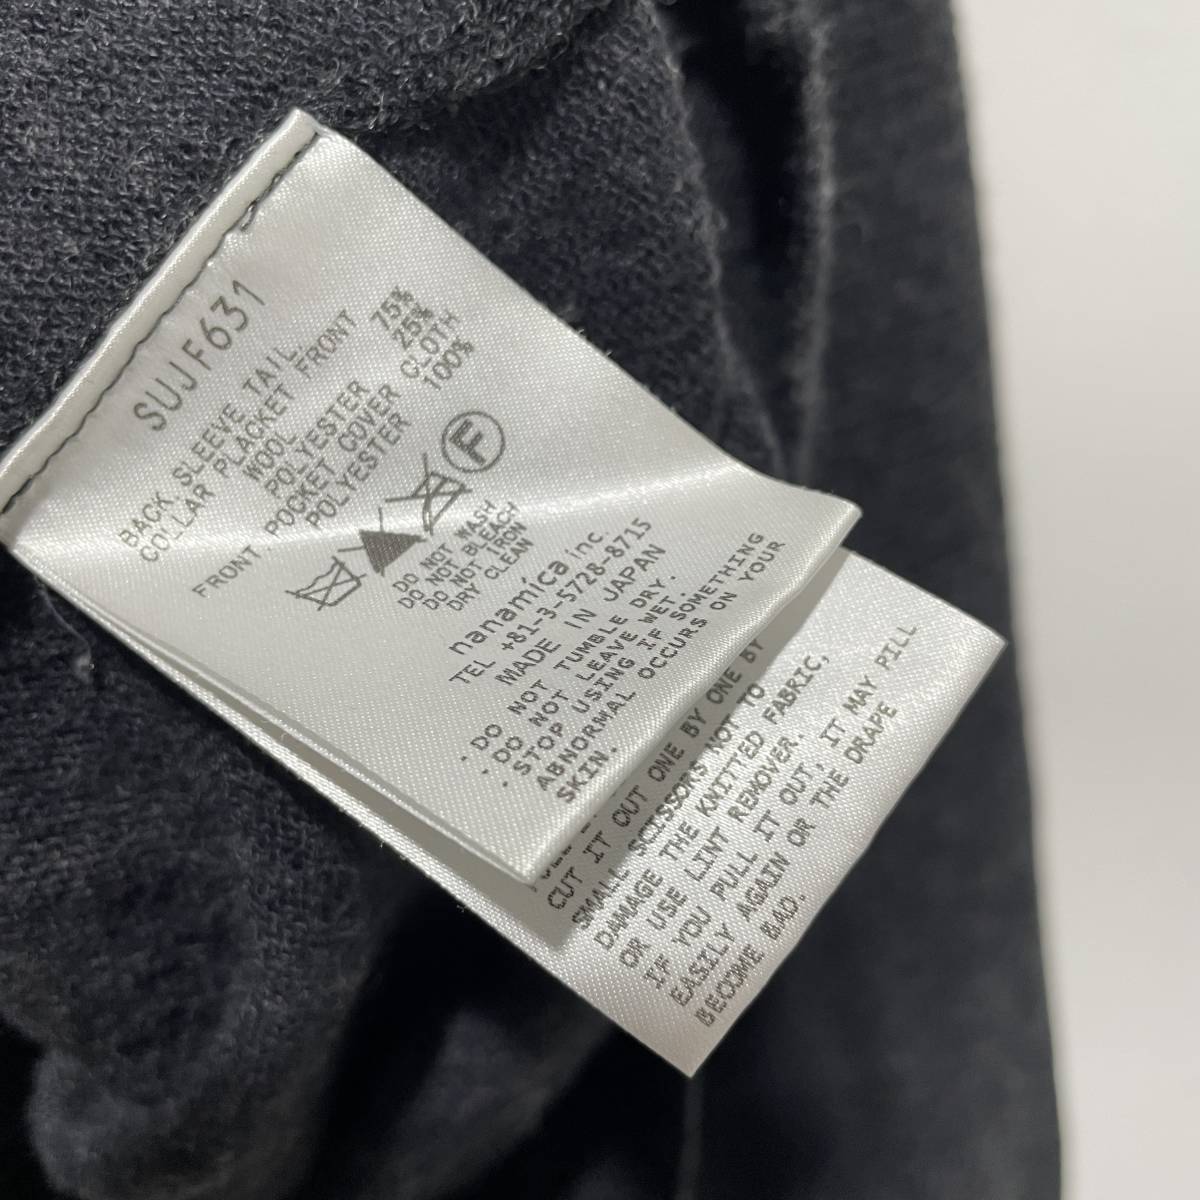 SUJF631
BACK. SLEEVE. TAIL.
COLLAR PLACKET FRONT
WOOL 75%
POLYESTER 25%
FRONT. POCKET COVER CLOTH
POLYESTER 100%
F
DO NOT WASH
DO NOT BLEACH
DO NOT IRON
DRY CLEAN
nanamica inc.
TEL +81-3-5728-8715
MADE IN JAPAN
· DO NOT TUMBLE DRY.
· DO NOT LEAVE WET.
· STOP USING IF SOMETHING
ABNORMAL OCCURS ON YOUR
SKIN.
CUT IT OUT ONE BY ONE BY
SMALL SCISSORS NOT TO
DAMAGE THE KNITTED FABRIC,
OR USE LINT REMOVER.
IF YOU PULL IT OUT, IT MAY PILL
EASILY AGAIN OR THE DRAPE
BECOME BAD.